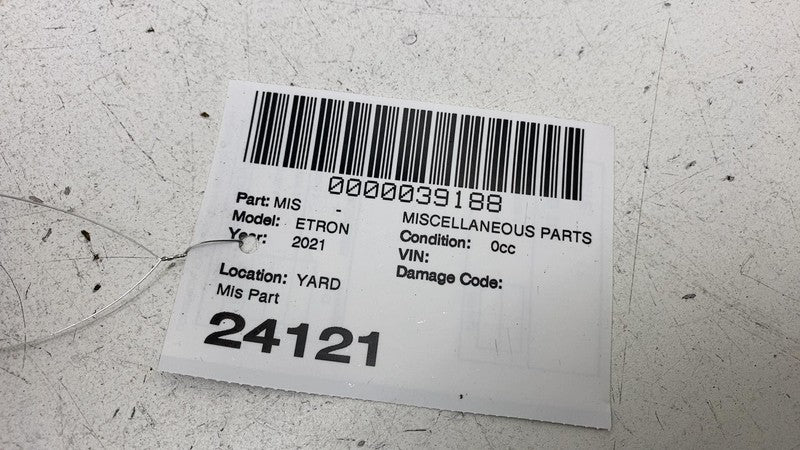 0000039188
Part: MIS - MISCELLANEOUS PARTS
Model: ETRON Condition: 0cc
Year: 2021 VIN:
Location: YARD Damage Code:
Mis Part
24121